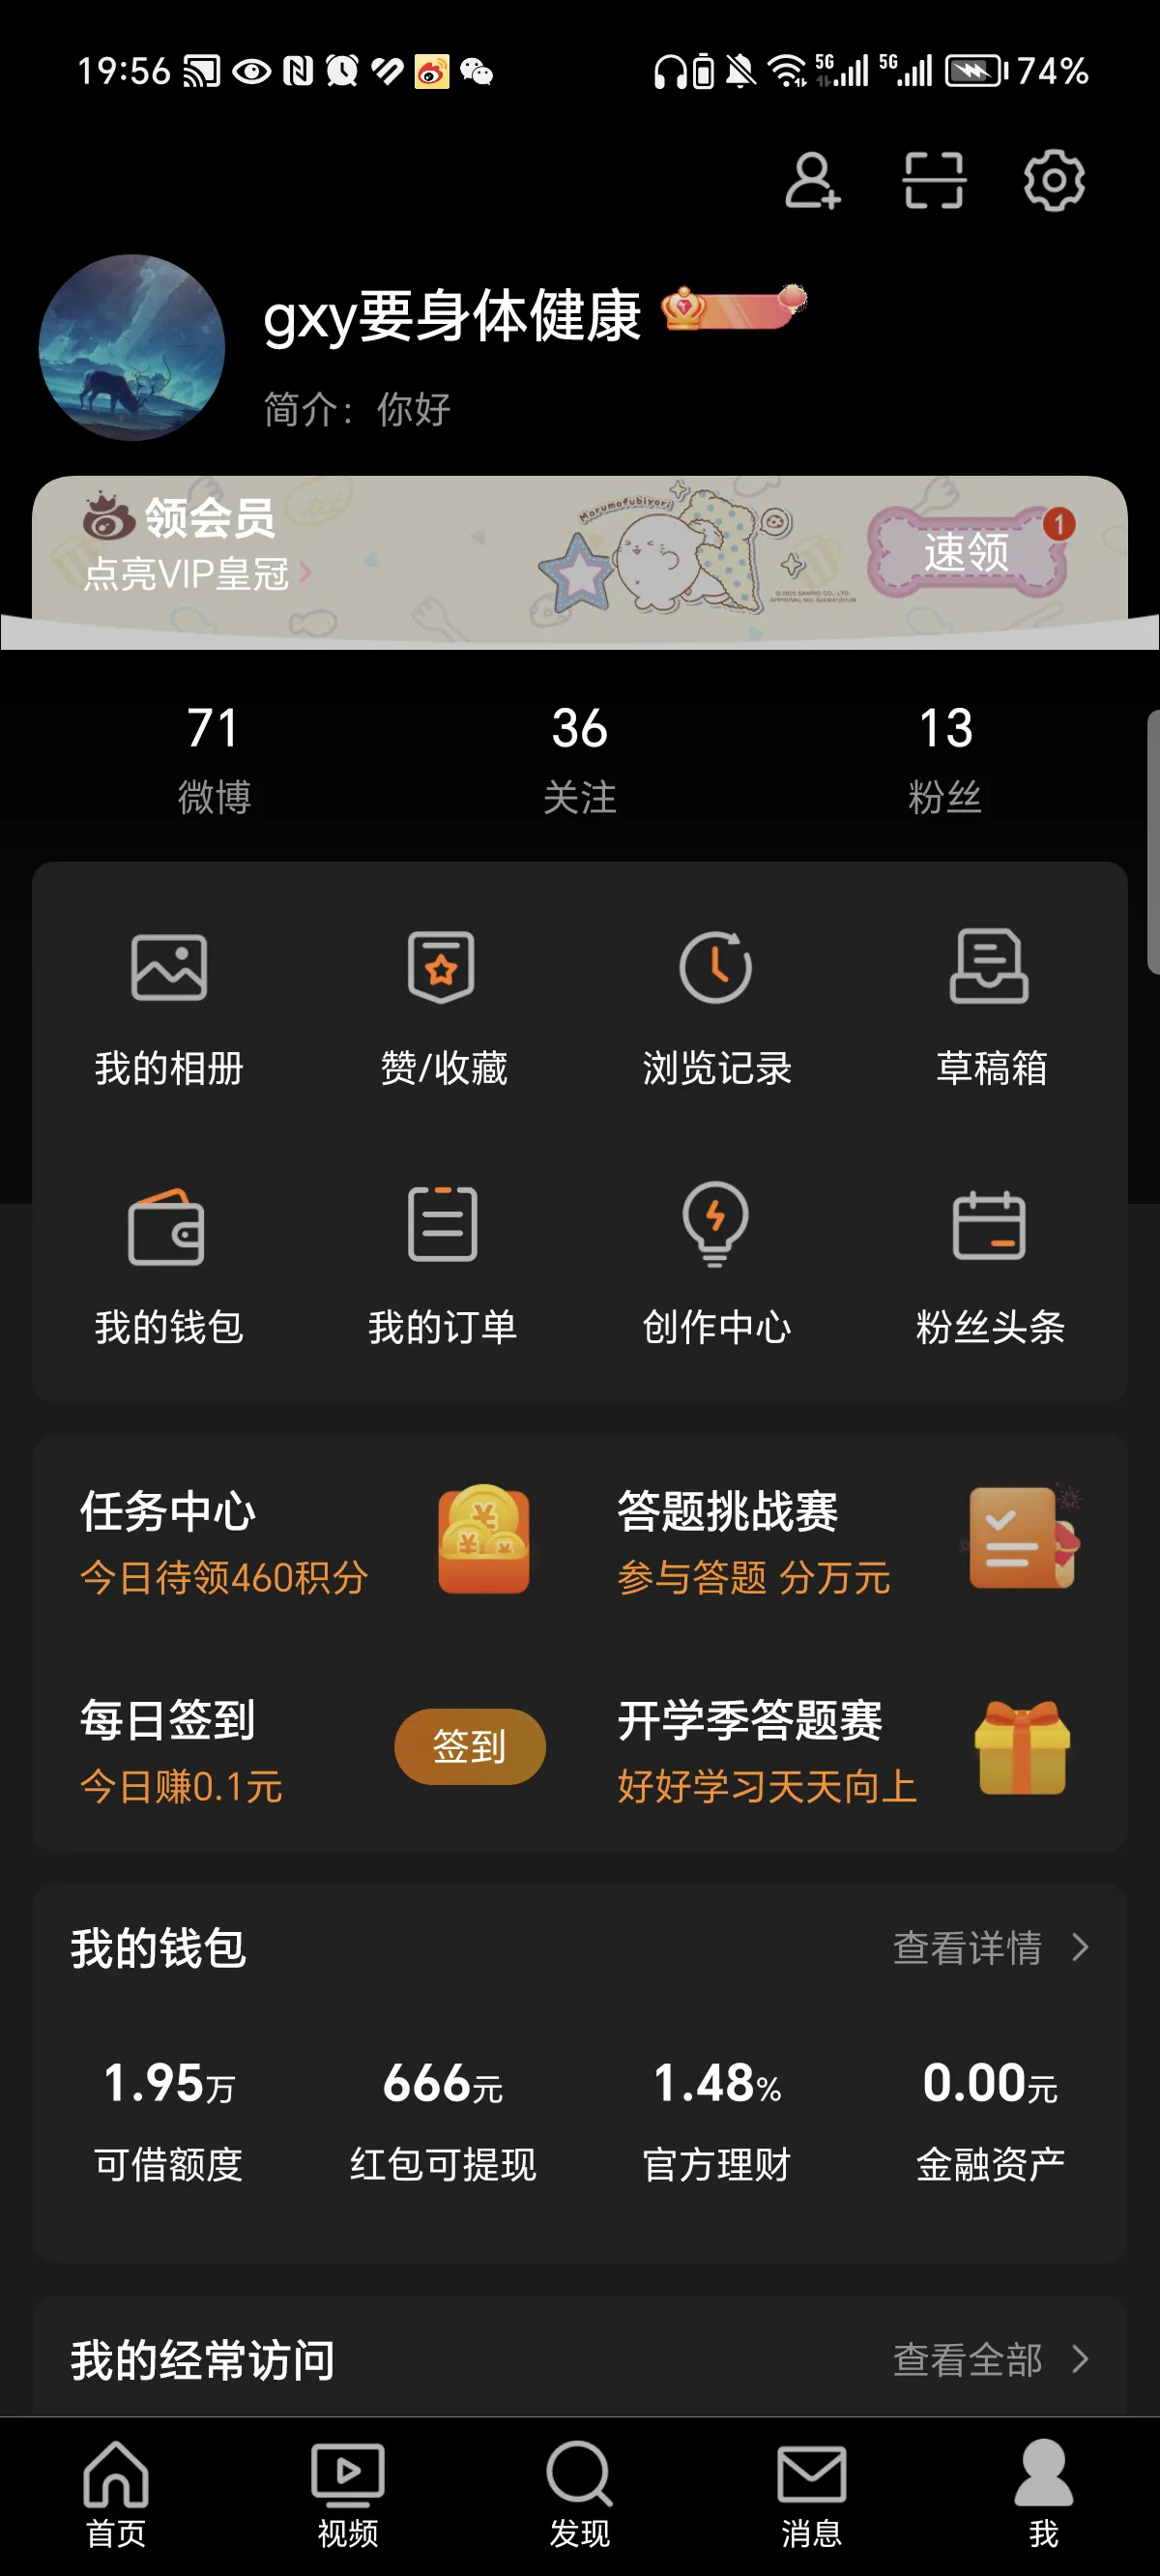 19:56 5G 5G 74%
gxy要身体健康
简介：你好
领会员
点亮VIP皇冠
Marumofubiyori
速领
1
71 36 13
微博 关注 粉丝
我的相册 赞/收藏 浏览记录 草稿箱
我的钱包 我的订单 创作中心 粉丝头条
任务中心 答题挑战赛
今日待领460积分 参与答题 分万元
每日签到 签到 开学季答题赛
今日赚0.1元 好好学习天天向上
我的钱包 查看详情
1.95万 666元 1.48% 0.00元
可借额度 红包可提现 官方理财 金融资产
我的经常访问 查看全部
首页 视频 发现 消息 我